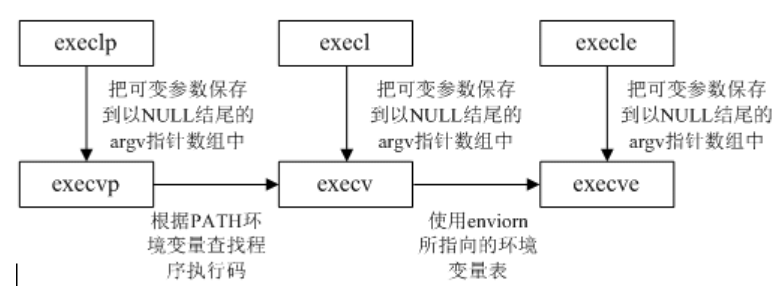 execlp
execl
execle
把可变参数保存
到以NULL结尾的
argv指针数组中
把可变参数保存
到以NULL结尾的
argv指针数组中
把可变参数保存
到以NULL结尾的
argv指针数组中
execvp
execv
execve
根据PATH环
境变量查找程
序执行码
使用enviorn
所指向的环境
变量表